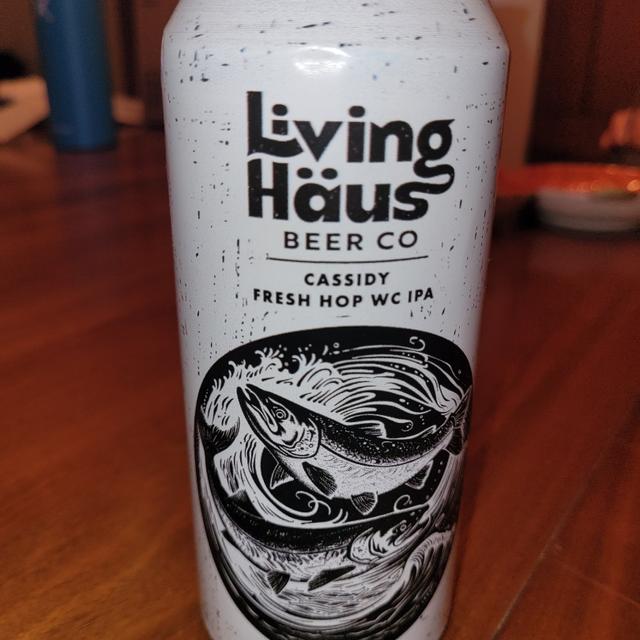 Living
Häus
BEER CO
CASSIDY
FRESH HOP WC IPA